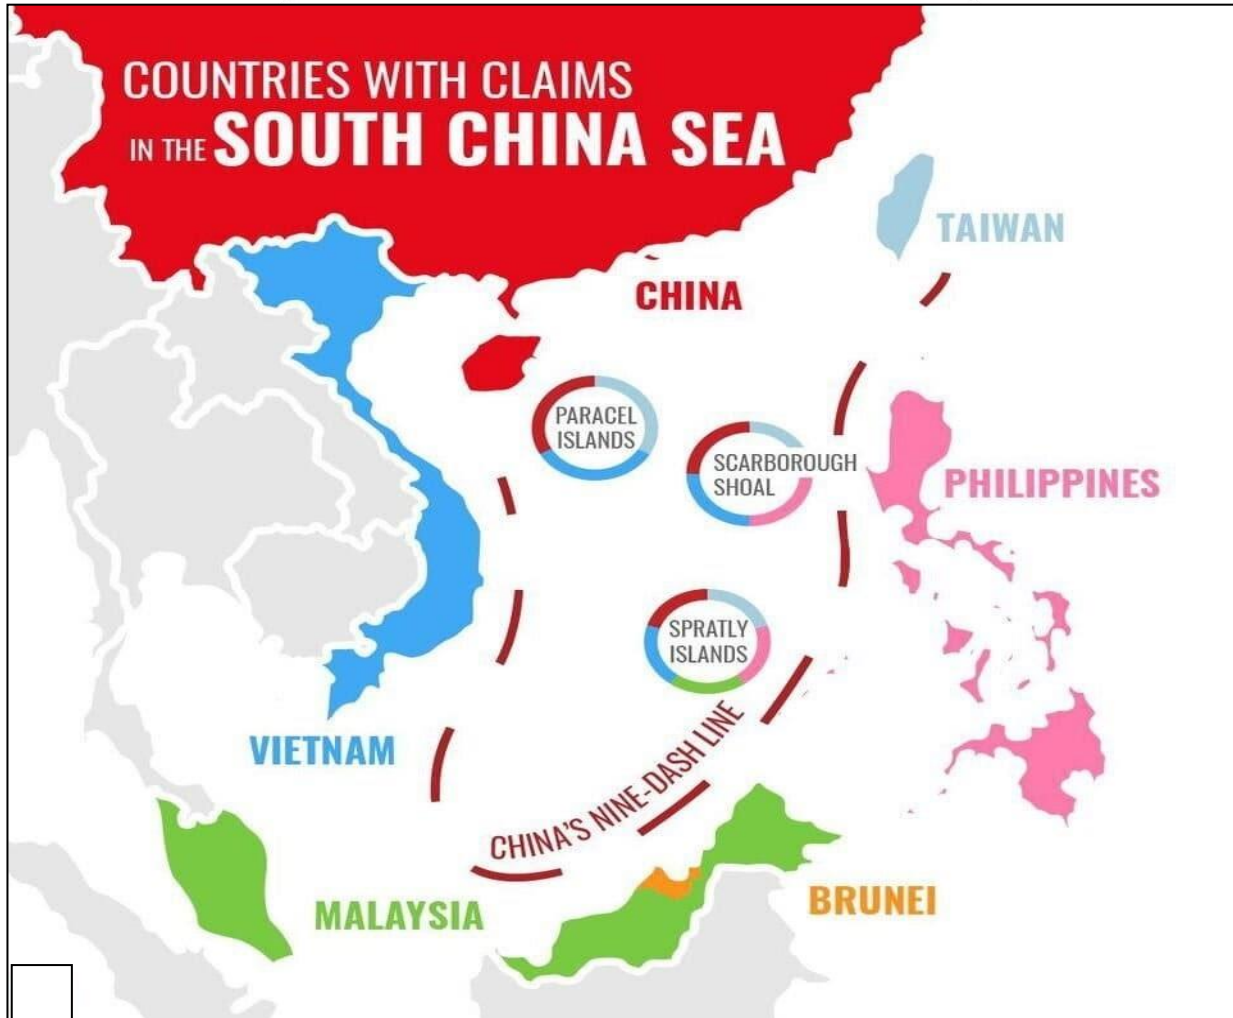 COUNTRIES WITH CLAIMS
IN THE SOUTH CHINA SEA
TAIWAN
CHINA
PARACEL
ISLANDS
SCARBOROUGH
SHOAL
PHILIPPINES
SPRATLY
ISLANDS
VIETNAM
CHINA'S NINE-DASH LINE
MALAYSIA
BRUNEI